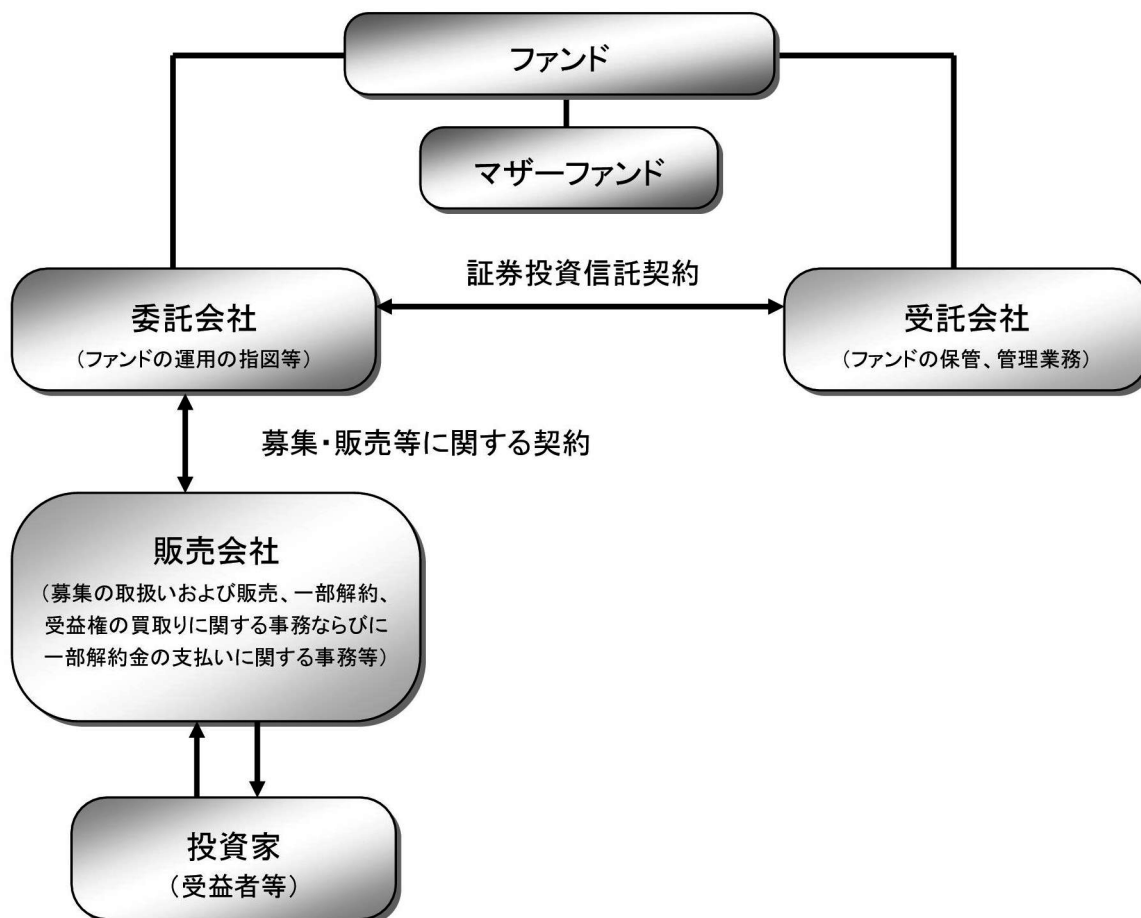 ファンド
マザーファンド
証券投資信託契約
委託会社
（ファンドの運用の指図等）
受託会社
（ファンドの保管、管理業務）
募集・販売等に関する契約
販売会社
（募集の取扱いおよび販売、一部解約、
受益権の買取りに関する事務ならびに
一部解約金の支払いに関する事務等）
投資家
（受益者等）